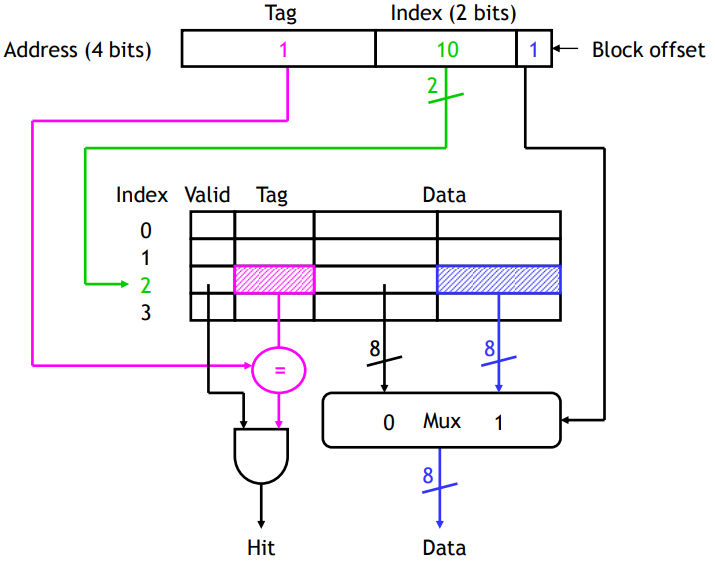 Tag Index (2 bits)
Address (4 bits) 1 10 1 Block offset
2
Index Valid Tag Data
0
1
2
3
8 8
=
0 Mux 1
8
Hit Data